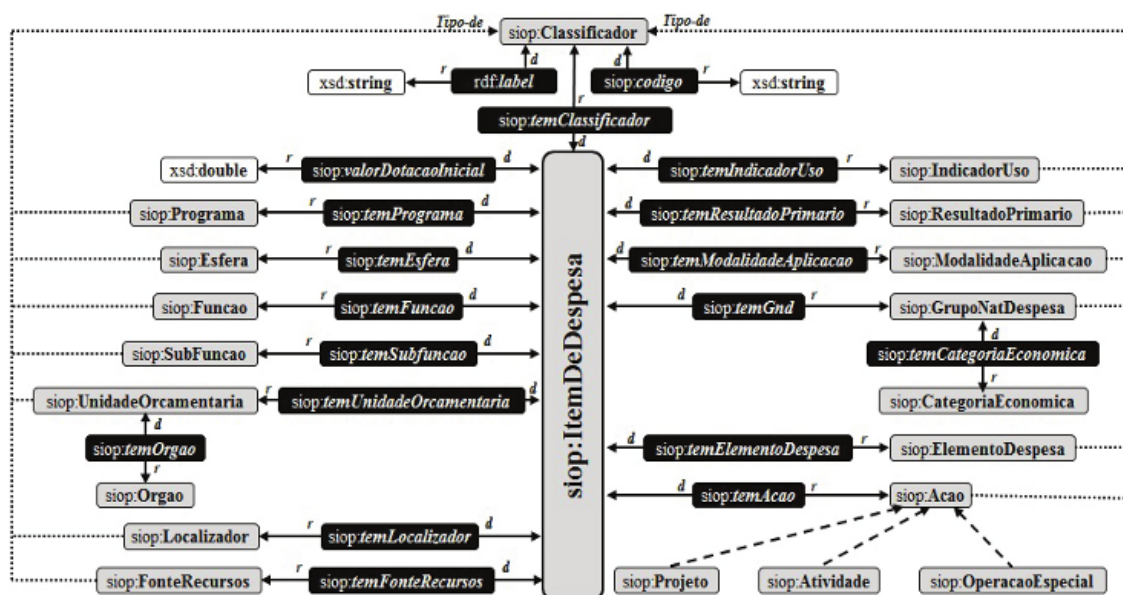 Tipo-de siop:Classificador Tipo-de
d d
xsd:string r rdf:label siop:codigo r xsd:string
r
siop:temClassificador
d
xsd:double r siop:valorDotacaoInicial d d siop:temIndicadorUso r siop:IndicadorUso
siop:Programa r siop:temPrograma d d siop:temResultadoPrimario r siop:ResultadoPrimario
siop:Esfera r siop:temEsfera d d siop:temModalidadeAplicacao r siop:ModalidadeAplicacao
siop:Funcao r siop:temFuncao d d siop:temGnd r siop:GrupoNatDespesa
siop:ItemDeDespesa
d
siop:SubFuncao r siop:temSubfuncao d siop:temCategoriaEconomica
r
siop:UnidadeOrcamentaria r siop:temUnidadeOrcamentaria d siop:CategoriaEconomica
d
siop:temOrgao d siop:temElementoDespesa r siop:ElementoDespesa
r
siop:Orgao d siop:temAcao r siop:Acao
siop:Localizador r siop:temLocalizador d
siop:FonteRecursos r siop:temFonteRecursos d siop:Projeto siop:Atividade siop:OperacaoEspecial